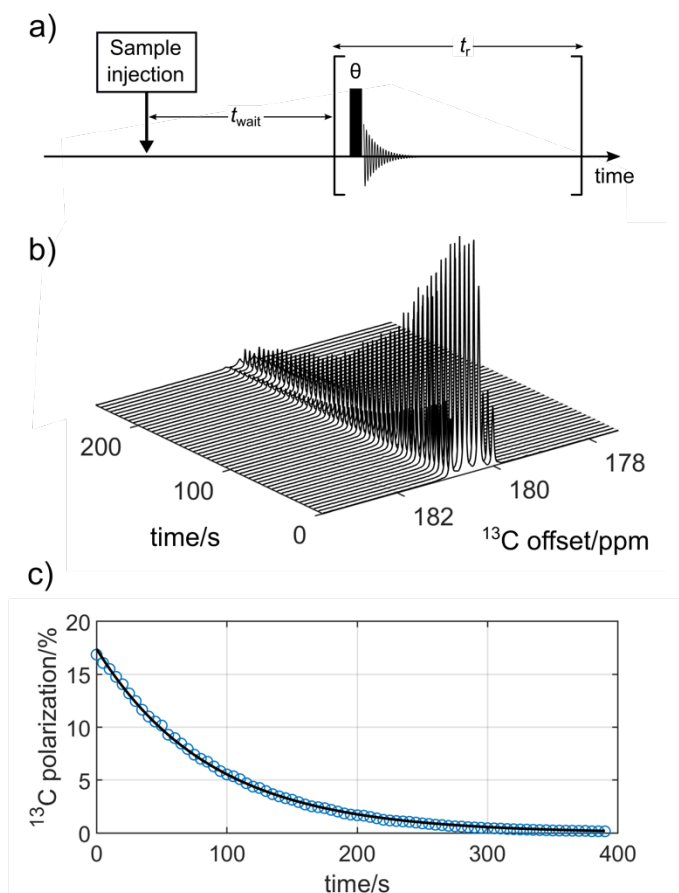 a)
Sample
injection
t_r
θ
t_wait
time
b)
200
100
0
time/s
182
180
178
¹³C offset/ppm
c)
20
15
10
5
0
¹³C polarization/%
0
100
200
300
400
time/s